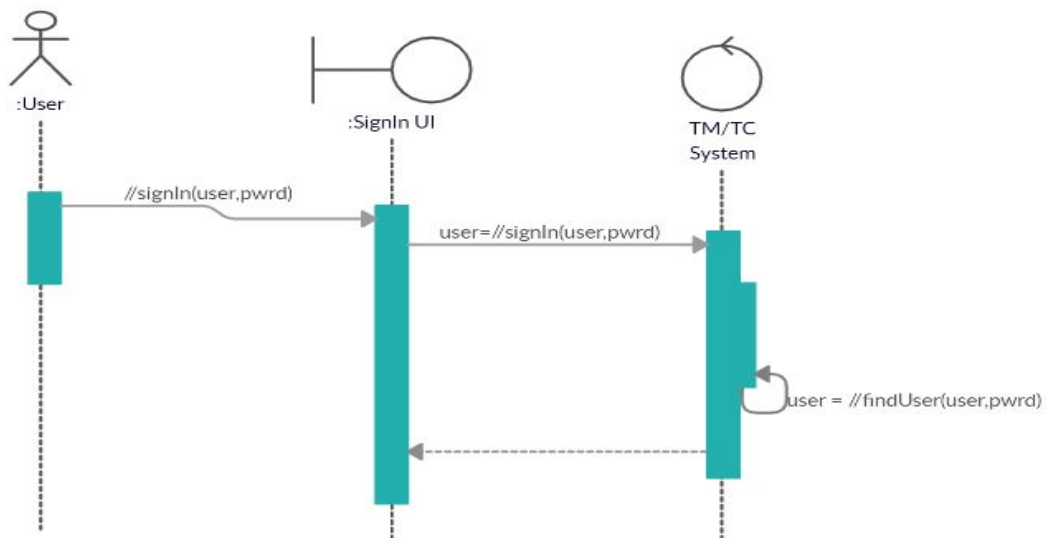 :User
:SignIn UI
TM/TC
System
//signIn(user,pwrd)
user=//signIn(user,pwrd)
user = //findUser(user,pwrd)